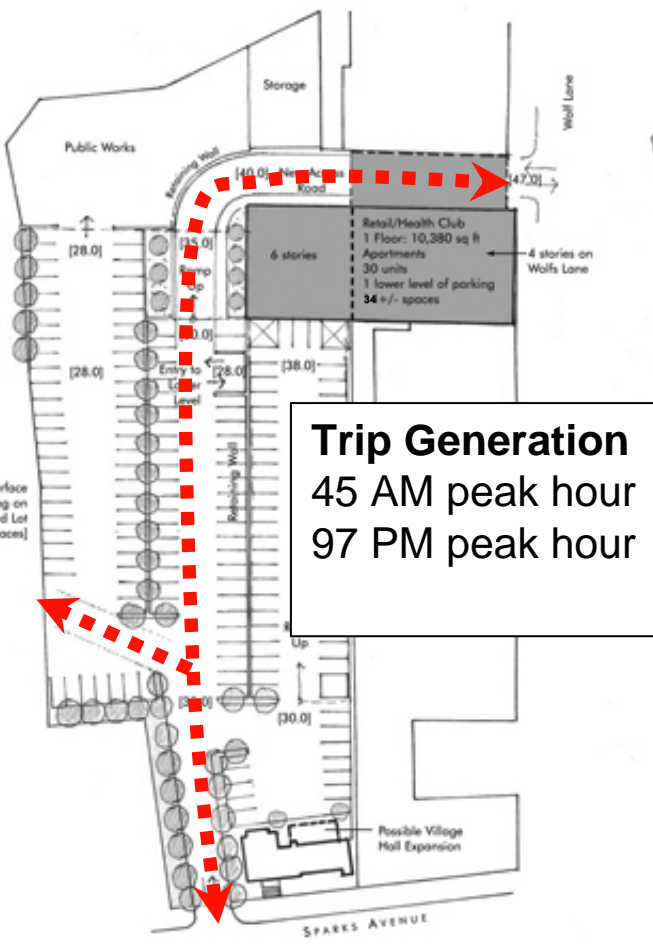 Storage
Wolf Lane
Public Works
Retaining Wall
[40.0] New Access
Road
[47.0]
[28.0]
[35.0]
Ramp
Up
6 stories
Retail/Health Club
1 Floor: 10,380 sq ft
Apartments
30 units
1 lower level of parking
34 +/- spaces
4 stories on
Wolfs Lane
[28.0]
Entry to
Lower
Level
[28.0]
[38.0]
Retaining Wall
Trip Generation
45 AM peak hour
97 PM peak hour
Up
[30.0]
Possible Village
Hall Expansion
SPARKS AVENUE